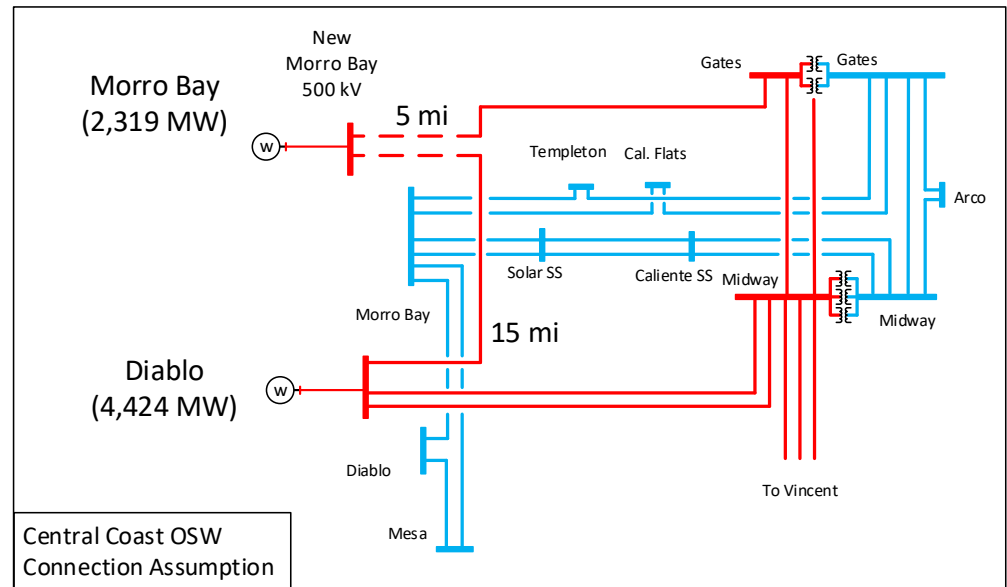 New
Morro Bay
500 kV
Morro Bay
(2,319 MW)
W
5 mi
Gates
Gates
Templeton
Cal. Flats
Arco
Solar SS
Caliente SS
Midway
Morro Bay
Midway
15 mi
Diablo
(4,424 MW)
W
Diablo
To Vincent
Mesa
Central Coast OSW
Connection Assumption